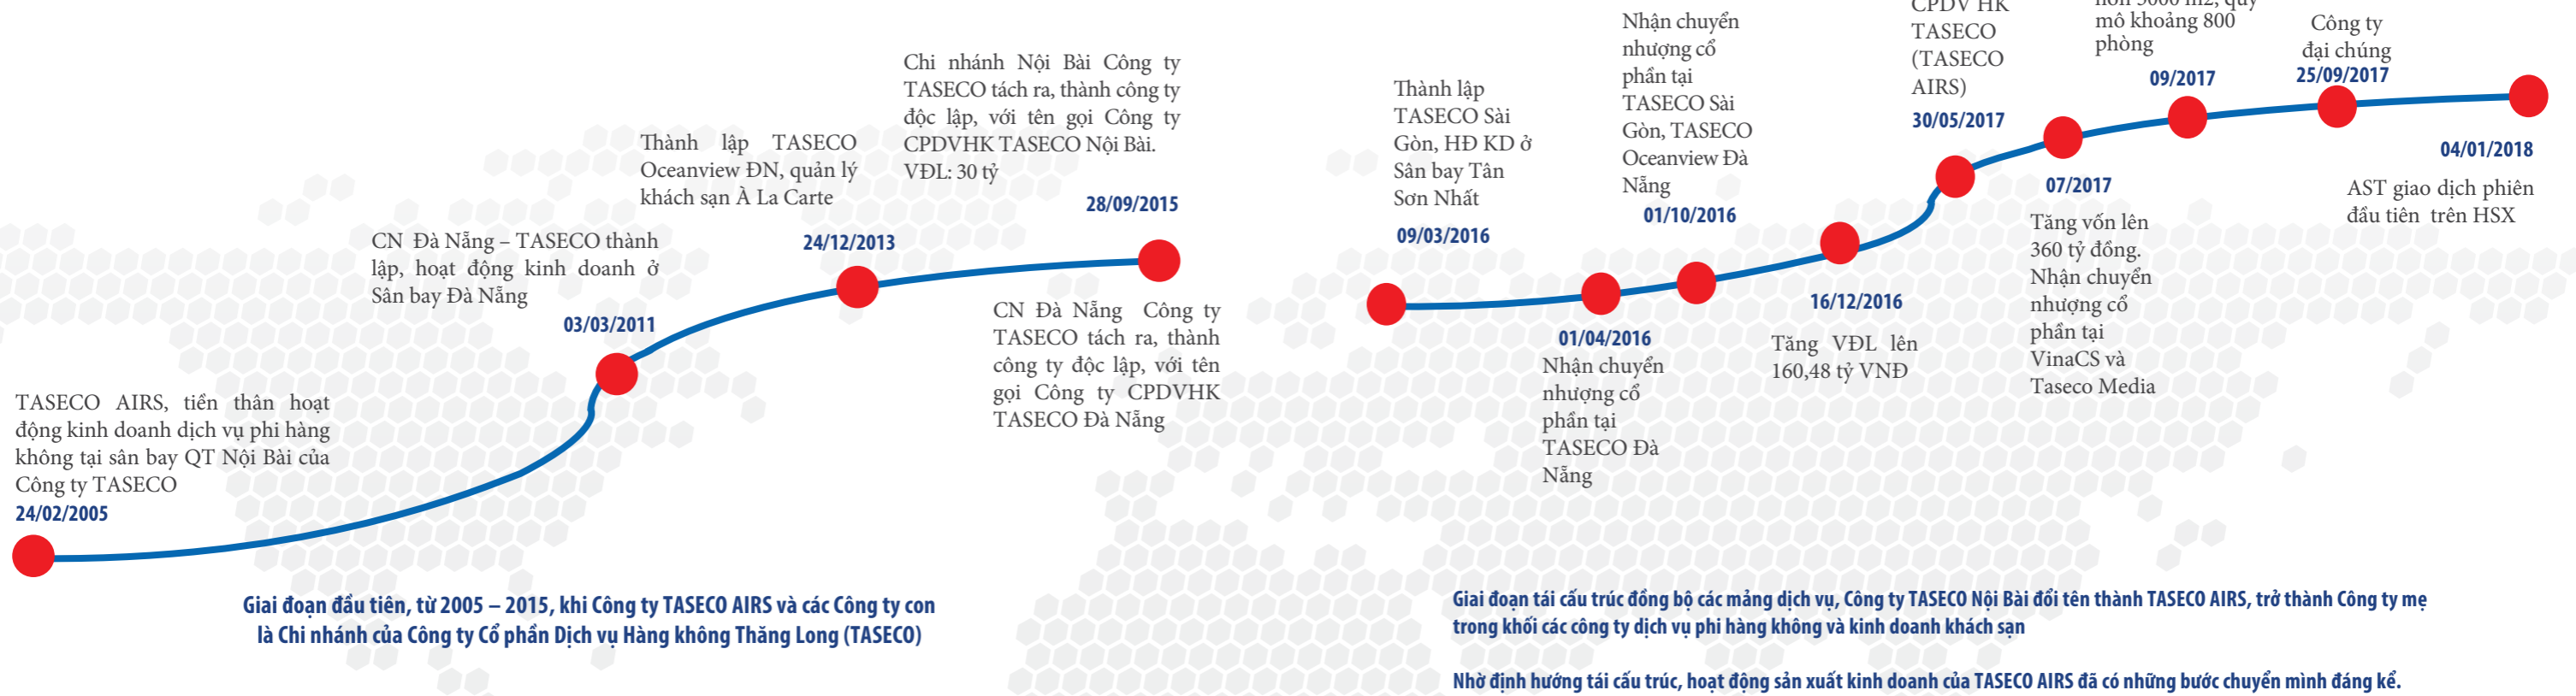 TASECO AIRS, tiền thân hoạt
động kinh doanh dịch vụ phi hàng
không tại sân bay QT Nội Bài của
Công ty TASECO
24/02/2005
CN Đà Nẵng – TASECO thành
lập, hoạt động kinh doanh ở
Sân bay Đà Nẵng
03/03/2011
Thành lập TASECO
Oceanview ĐN, quản lý
khách sạn À La Carte
24/12/2013
Chi nhánh Nội Bài Công ty
TASECO tách ra, thành công ty
độc lập, với tên gọi Công ty
CPDVHK TASECO Nội Bài.
VĐL: 30 tỷ
28/09/2015
CN Đà Nẵng Công ty
TASECO tách ra, thành
công ty độc lập, với tên
gọi Công ty CPDVHK
TASECO Đà Nẵng
Giai đoạn đầu tiên, từ 2005 – 2015, khi Công ty TASECO AIRS và các Công ty con
là Chi nhánh của Công ty Cổ phần Dịch vụ Hàng không Thăng Long (TASECO)
Thành lập
TASECO Sài
Gòn, HĐ KD ở
Sân bay Tân
Sơn Nhất
09/03/2016
01/04/2016
Nhận chuyển
nhượng cổ
phần tại
TASECO Đà
Nẵng
Nhận chuyển
nhượng cổ
phần tại
TASECO Sài
Gòn, TASECO
Oceanview Đà
Nẵng
01/10/2016
16/12/2016
Tăng VĐL lên
160,48 tỷ VNĐ
CPDV HK
TASECO
(TASECO
AIRS)
30/05/2017
07/2017
Tăng vốn lên
360 tỷ đồng.
Nhận chuyển
nhượng cổ
phần tại
VinaCS và
Taseco Media
hơn 3000 m2, quy
mô khoảng 800
phòng
09/2017
Công ty
đại chúng
25/09/2017
04/01/2018
AST giao dịch phiên
đầu tiên trên HSX
Giai đoạn tái cấu trúc đồng bộ các mảng dịch vụ, Công ty TASECO Nội Bài đổi tên thành TASECO AIRS, trở thành Công ty mẹ
trong khối các công ty dịch vụ phi hàng không và kinh doanh khách sạn
Nhờ định hướng tái cấu trúc, hoạt động sản xuất kinh doanh của TASECO AIRS đã có những bước chuyển mình đáng kể.